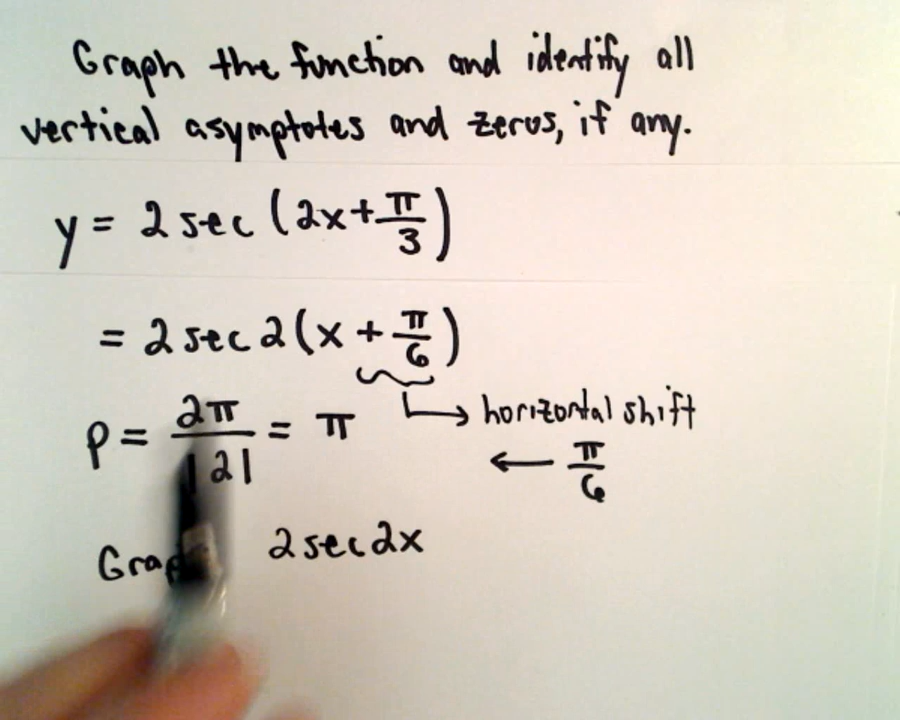 Graph the function and identify all
vertical asymptotes and zeros, if any.
y = 2 sec (2x + π/3)
= 2 sec 2(x + π/6)
p = 2π/|2| = π
→ horizontal shift
← π/6
2 sec 2x